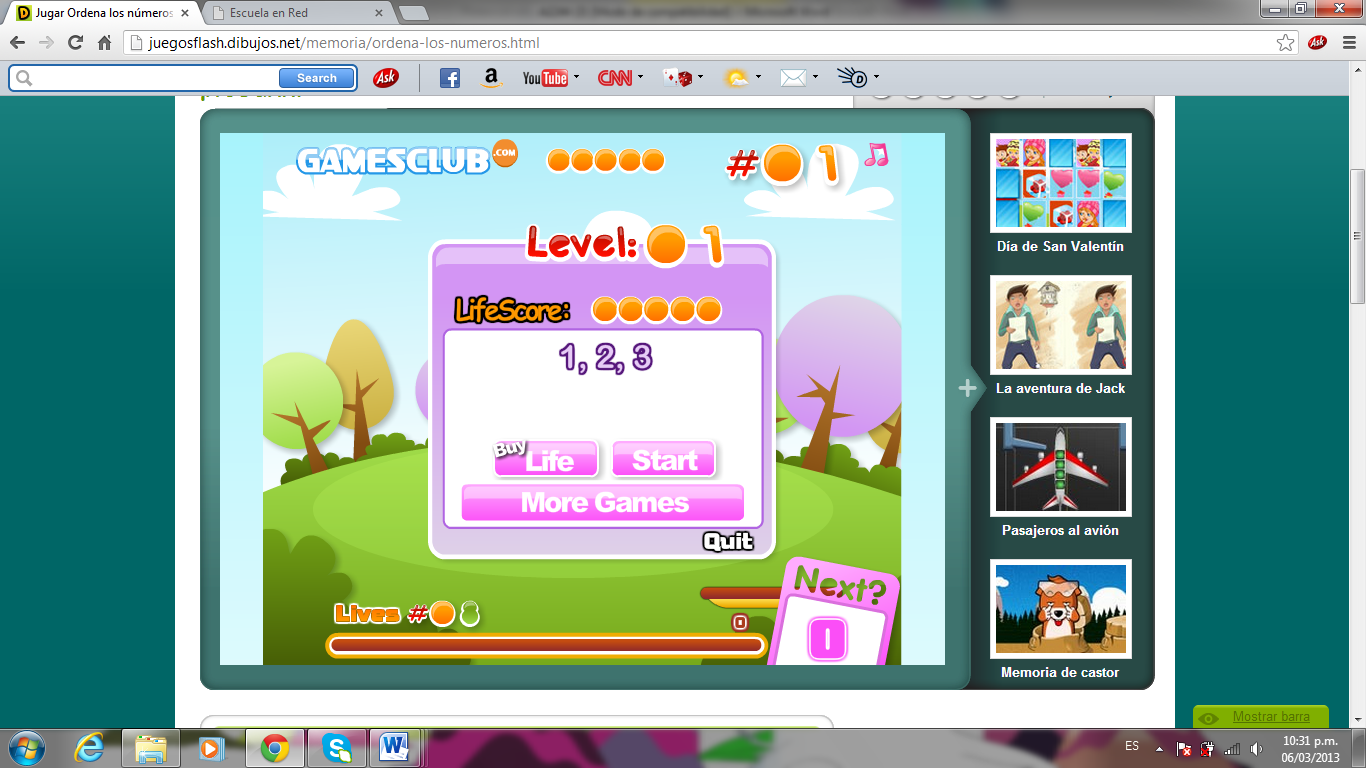 Jugar Ordena los números
Escuela en Red
juegosflash.dibujos.net/memoria/ordena-los-numeros.html
Ask
Search
Ask
YouTube
CNN
GAMESCLUB.COM
# 1
Level: 1
LifeScore:
1, 2, 3
Buy Life
Start
More Games
Quit
Next?
Lives # 8
0
1
Día de San Valentín
La aventura de Jack
Pasajeros al avión
Memoria de castor
Mostrar barra
ES
10:31 p.m.
06/03/2013